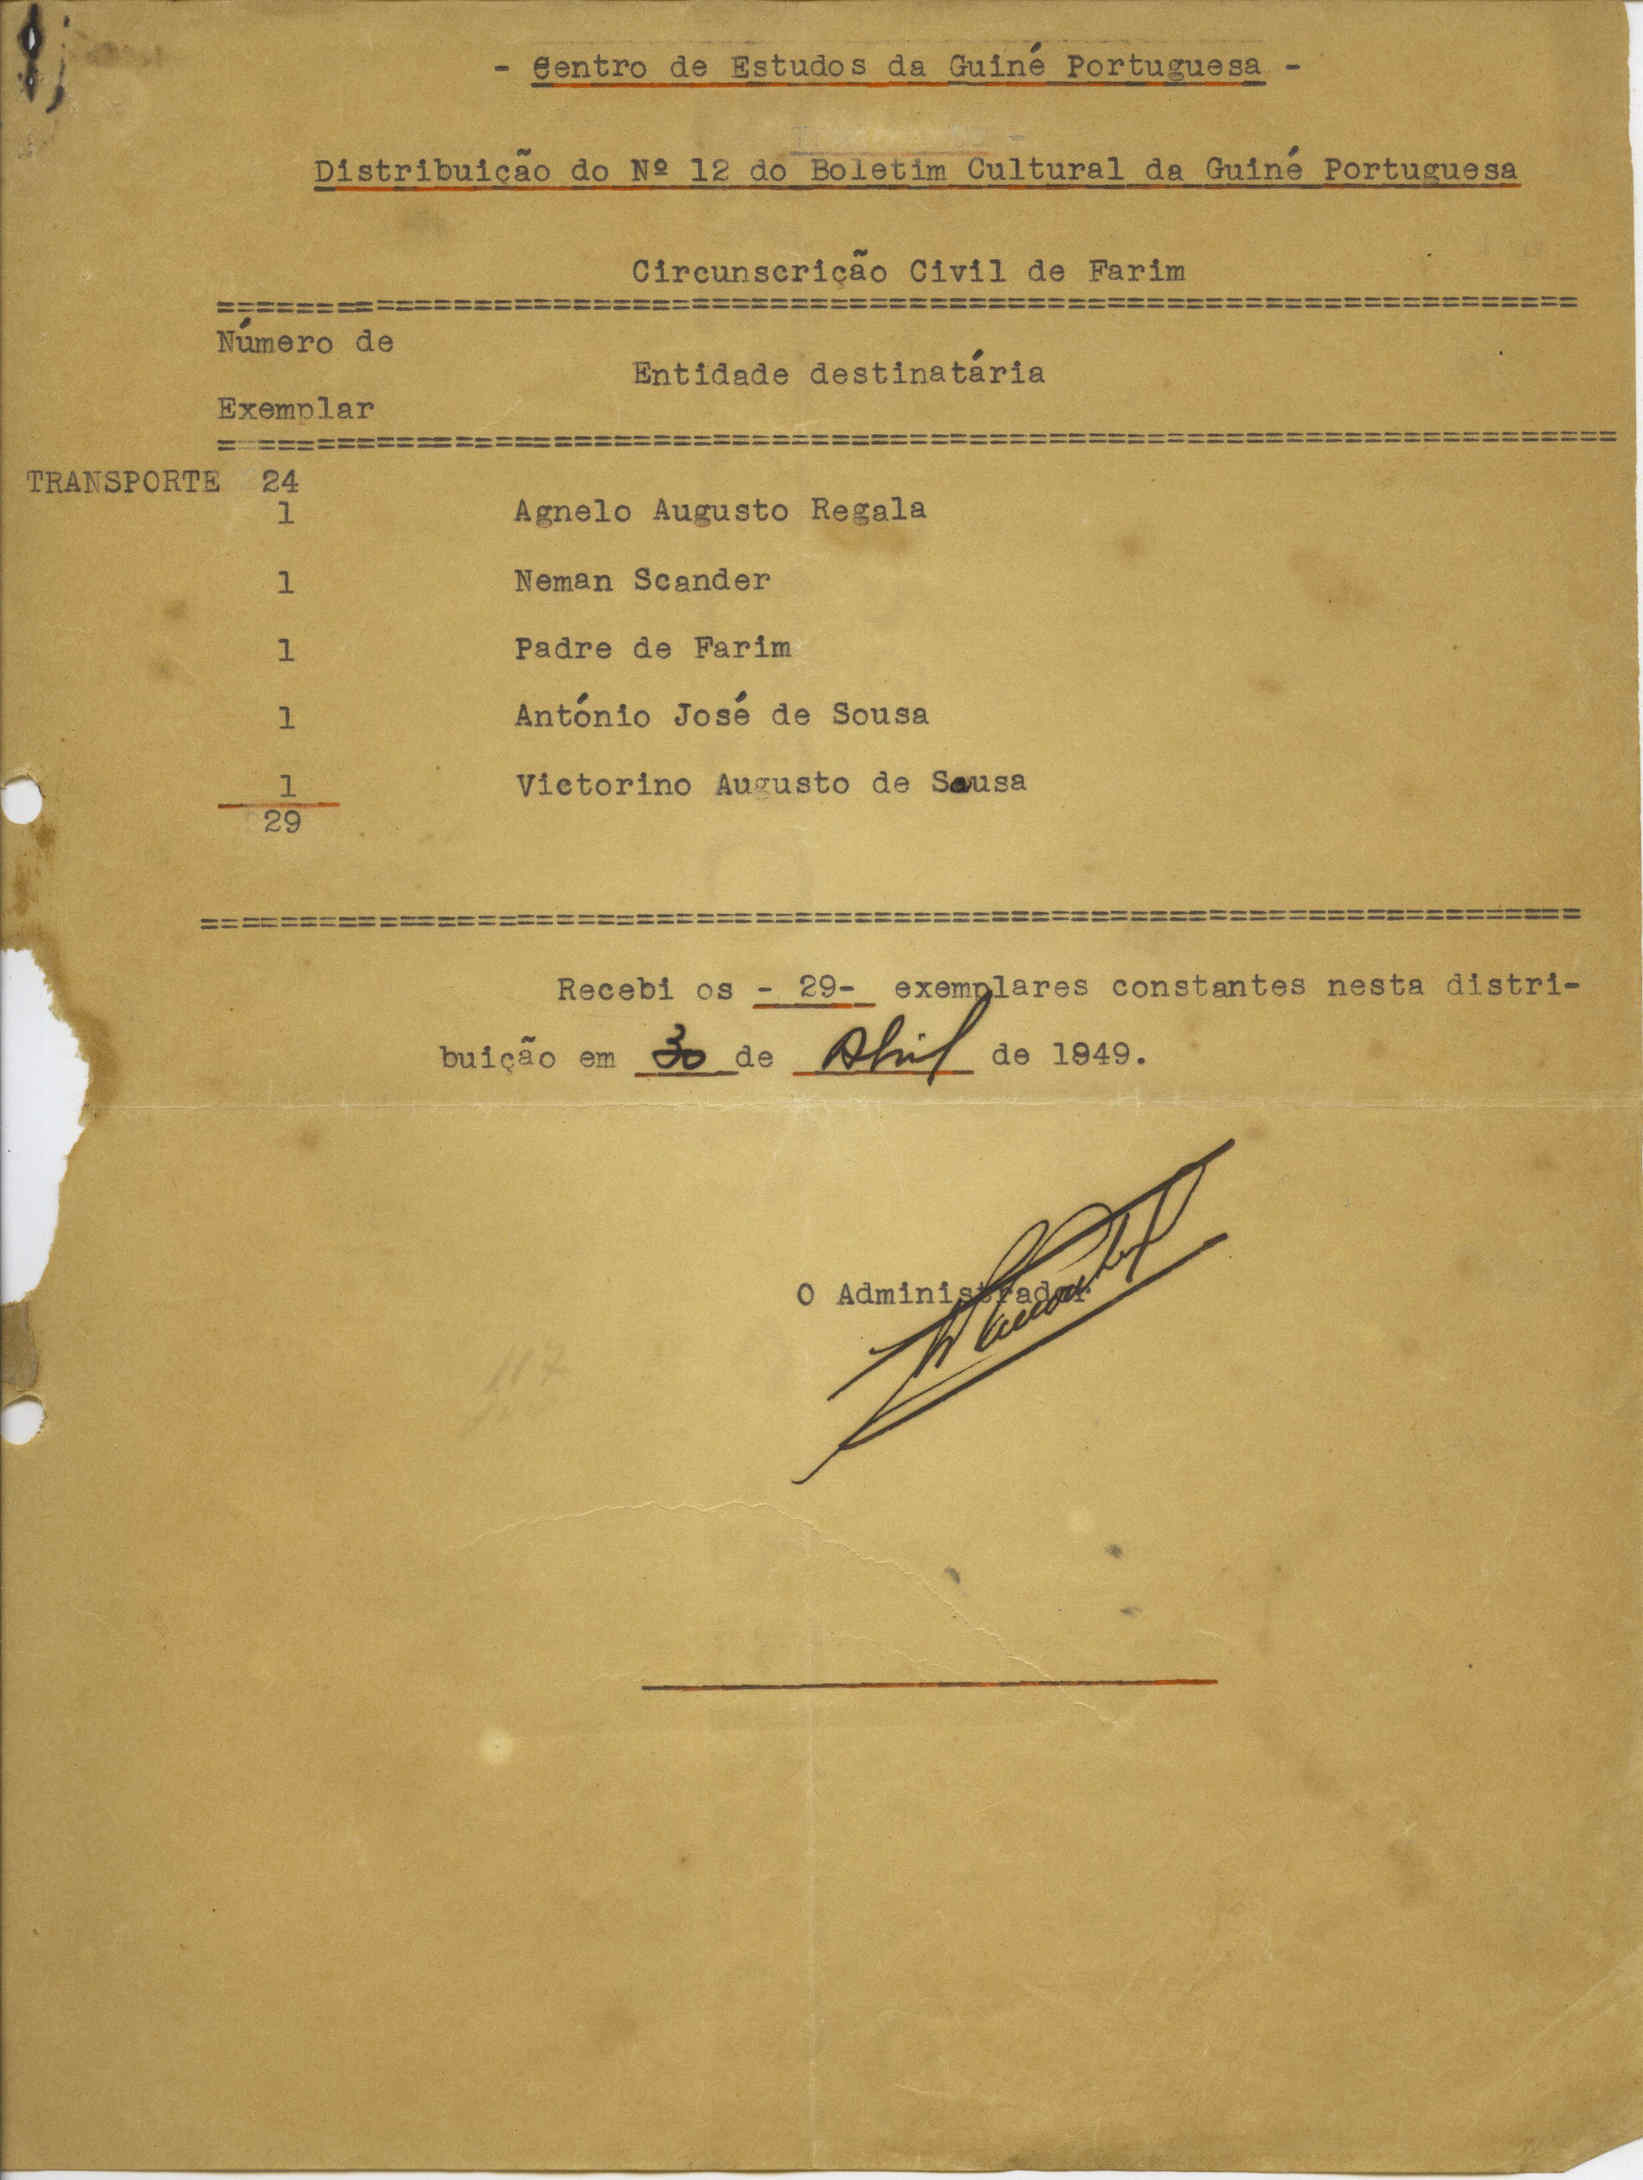 - Centro de Estudos da Guiné Portuguesa -
Distribuição do Nº 12 do Boletim Cultural da Guiné Portuguesa
Circunscrição Civil de Farim
================================================================
Número de
Entidade destinatária
Exemplar
================================================================
TRANSPORTE 24
1 Agnelo Augusto Regala
1 Neman Scander
1 Padre de Farim
1 António José de Sousa
1 Victorino Augusto de Sousa
29
================================================================
Recebi os - 29- exemplares constantes nesta distri-
buição em 30 de Abril de 1949.
O Administrador